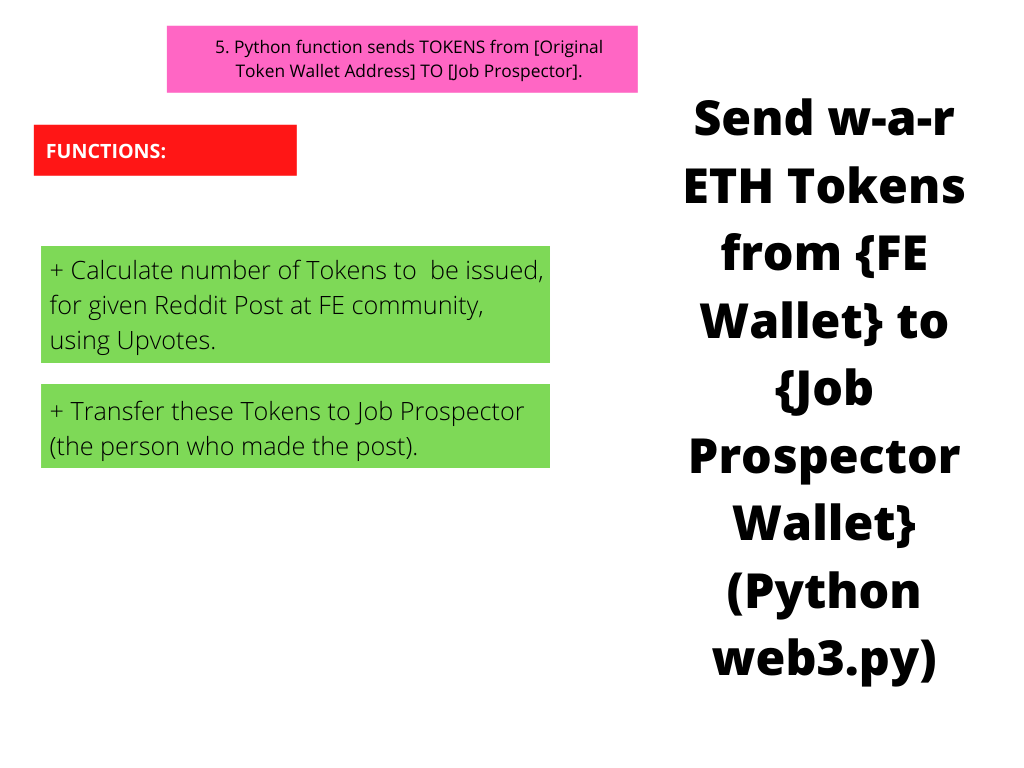 5. Python function sends TOKENS from [Original
Token Wallet Address] TO [Job Prospector].
FUNCTIONS:
+ Calculate number of Tokens to  be issued,
for given Reddit Post at FE community,
using Upvotes.
+ Transfer these Tokens to Job Prospector
(the person who made the post).
Send w-a-r
ETH Tokens
from {FE
Wallet} to
{Job
Prospector
Wallet}
(Python
web3.py)